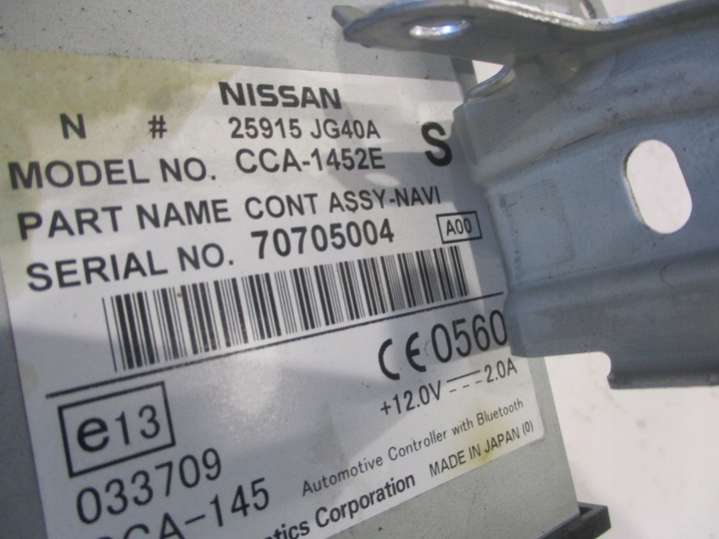 NISSAN
N # 25915 JG40A
MODEL NO. CCA-1452E S
PART NAME CONT ASSY-NAVI
SERIAL NO. 70705004 A00
CE0560
+12.0V 2.0A
e13
033709
CCA-145
Automotive Controller with Bluetooth
Corporation MADE IN JAPAN (0)